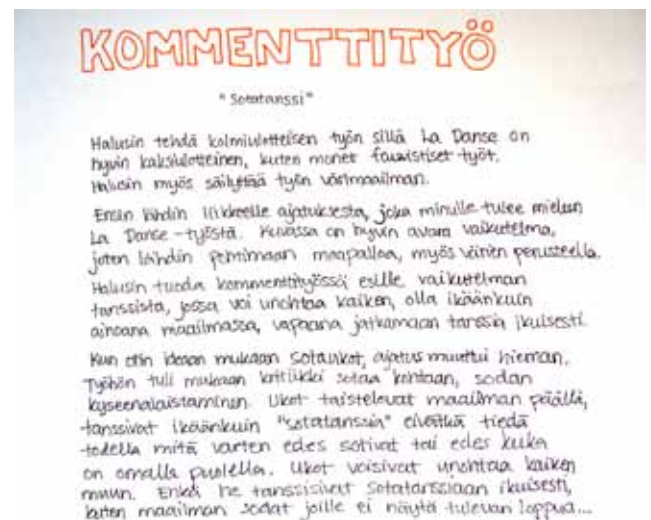 KOMMENTTITYÖ
"Sotatanssi"
Halusin tehdä kolmiulotteisen työn sillä La Danse on
hyvin kaksiulotteinen, kuten monet fauvistiset työt.
Halusin myös säilyttää työn värimaailman.
Ensin lähdin liikkeelle ajatuksesta, joka minulle tulee mieleen
La Danse -työstä. Kuvassa on hyvin avara vaikutelma,
joten lähdin pohtimaan maapalloa, myös värien perusteella.
Halusin tuoda kommenttityössä esille vaikutelman
tanssista, jossa voi unohtaa kaiken, olla ikäänkuin
ainoana maailmassa, vapaana jatkamaan tanssia ikuisesti.
Kun otin idean mukaan sotaukot, ajatus muuttui hieman.
Työhön tuli mukaan kritiikki sotaa kohtaan, sodan
kyseenalaistaminen. Ukot taistelevat maailman päällä,
tanssivat ikäänkuin "sotatanssia" eivätkä tiedä
todella mitä varten edes sotivat tai edes kuka
on omalla puolella. Ukot voisivat unohtaa kaiken
muun. Ehkä he tanssisivat sotatanssiaan ikuisesti,
kuten maailman sodat joille ei näytä tulevan loppua...